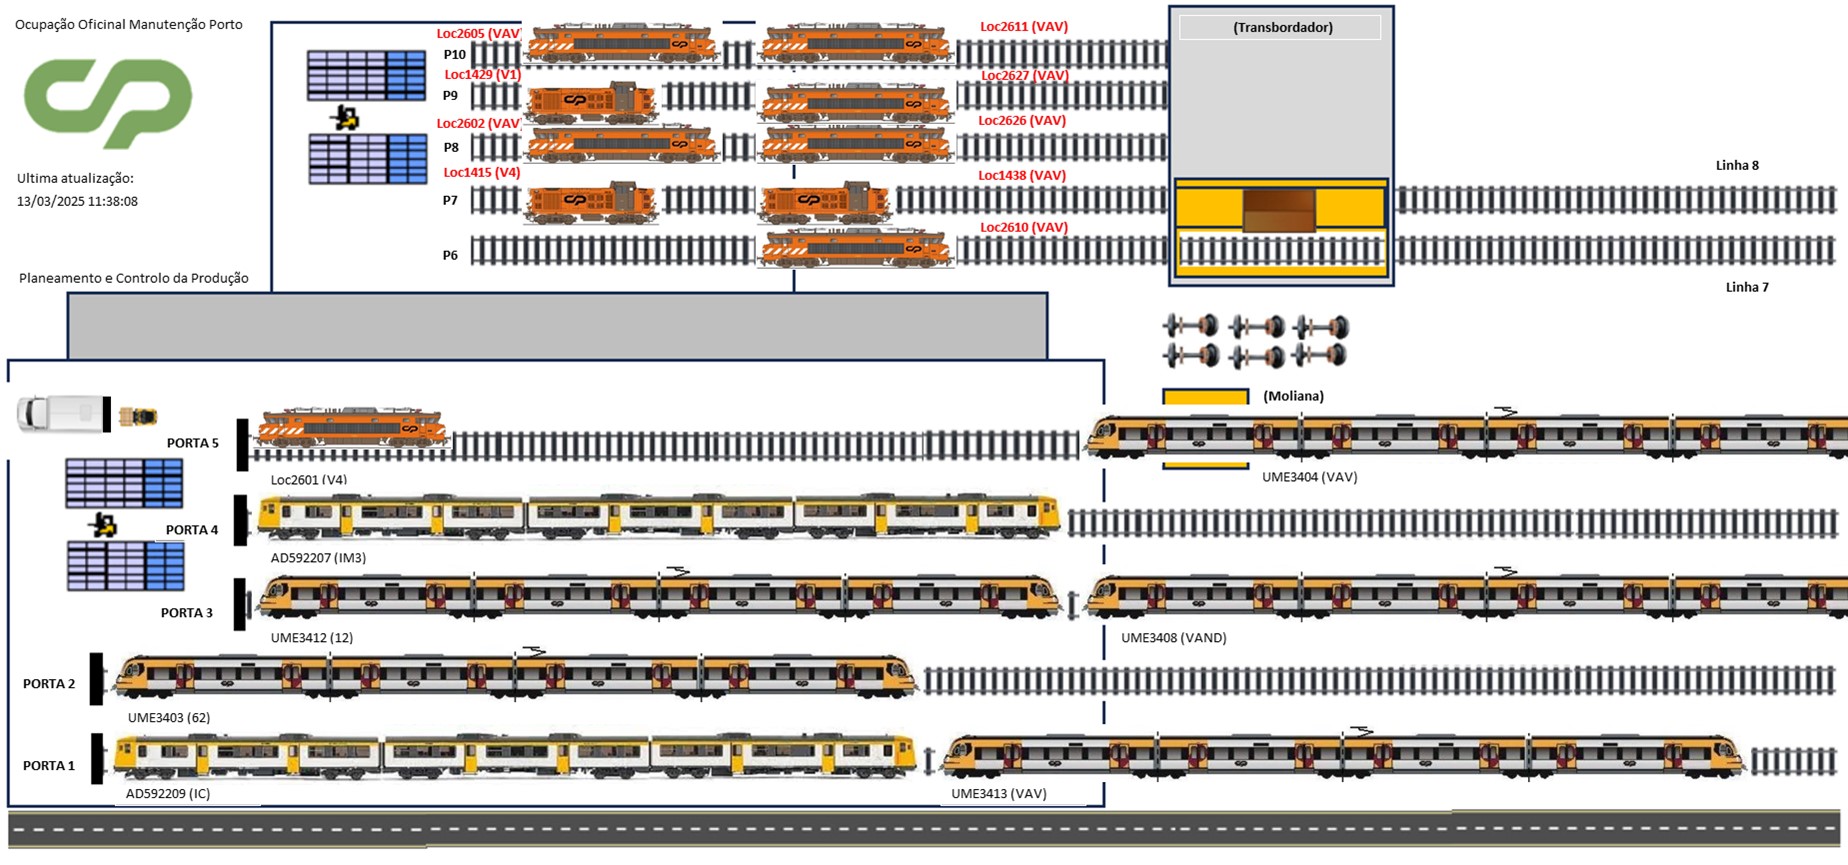 Ocupação Oficinal Manutenção Porto
Ultima atualização:
13/03/2025 11:38:08
Planeamento e Controlo da Produção
Loc2605 (VAV)
Loc2611 (VAV)
P10
Loc1429 (V1)
Loc2627 (VAV)
P9
Loc2602 (VAV)
Loc2626 (VAV)
P8
Loc1415 (V4)
Loc1438 (VAV)
P7
Loc2610 (VAV)
P6
(Transbordador)
Linha 8
Linha 7
(Moliana)
PORTA 5
Loc2601 (V4)
UME3404 (VAV)
PORTA 4
AD592207 (IM3)
PORTA 3
UME3412 (12)
UME3408 (VAND)
PORTA 2
UME3403 (62)
PORTA 1
AD592209 (IC)
UME3413 (VAV)